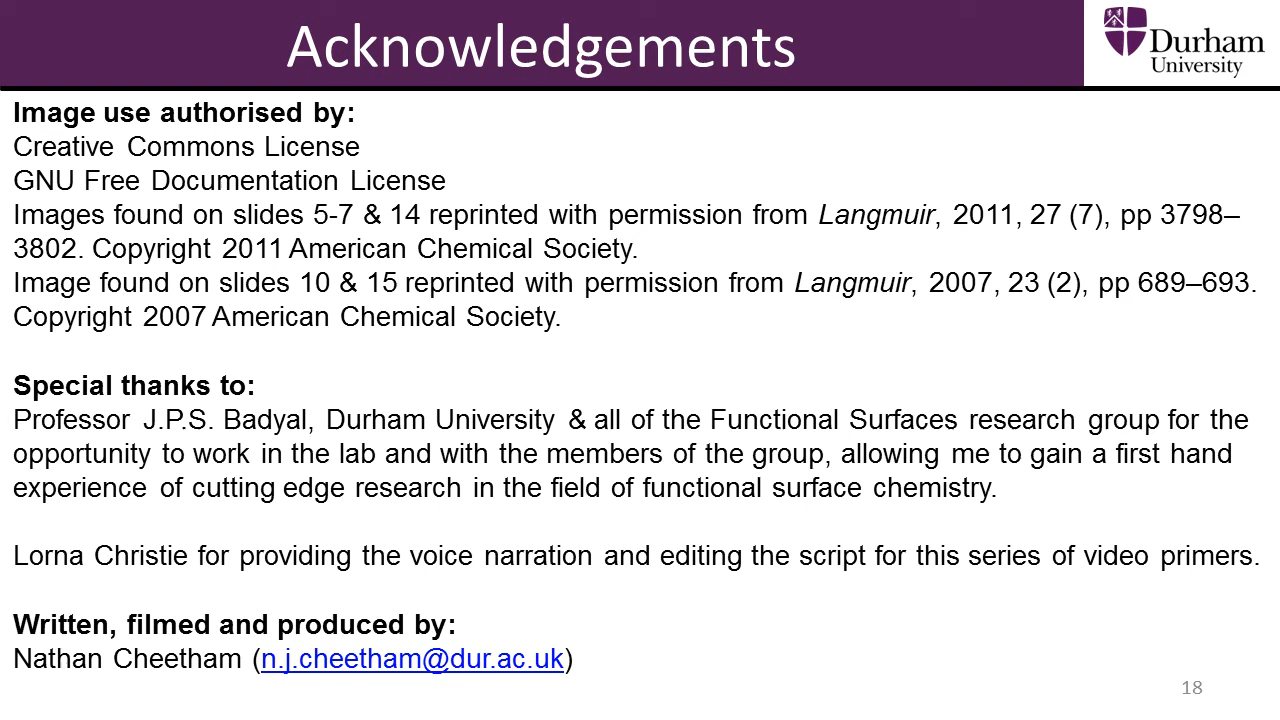 Acknowledgements
Durham
University
Image use authorised by:
Creative Commons License
GNU Free Documentation License
Images found on slides 5-7 & 14 reprinted with permission from Langmuir, 2011, 27 (7), pp 3798–
3802. Copyright 2011 American Chemical Society.
Image found on slides 10 & 15 reprinted with permission from Langmuir, 2007, 23 (2), pp 689–693.
Copyright 2007 American Chemical Society.
Special thanks to:
Professor J.P.S. Badyal, Durham University & all of the Functional Surfaces research group for the
opportunity to work in the lab and with the members of the group, allowing me to gain a first hand
experience of cutting edge research in the field of functional surface chemistry.
Lorna Christie for providing the voice narration and editing the script for this series of video primers.
Written, filmed and produced by:
Nathan Cheetham (n.j.cheetham@dur.ac.uk)
18